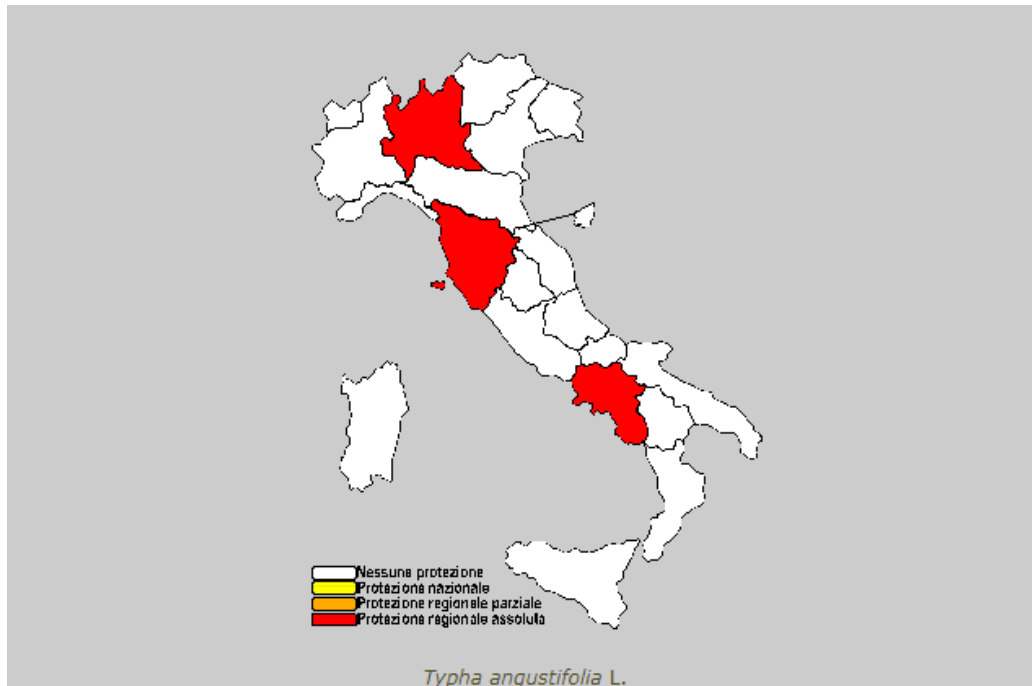 Nessuna protezione
Protezione nazionale
Protezione regionale parziale
Protezione regionale assoluta
Typha angustifolia L.